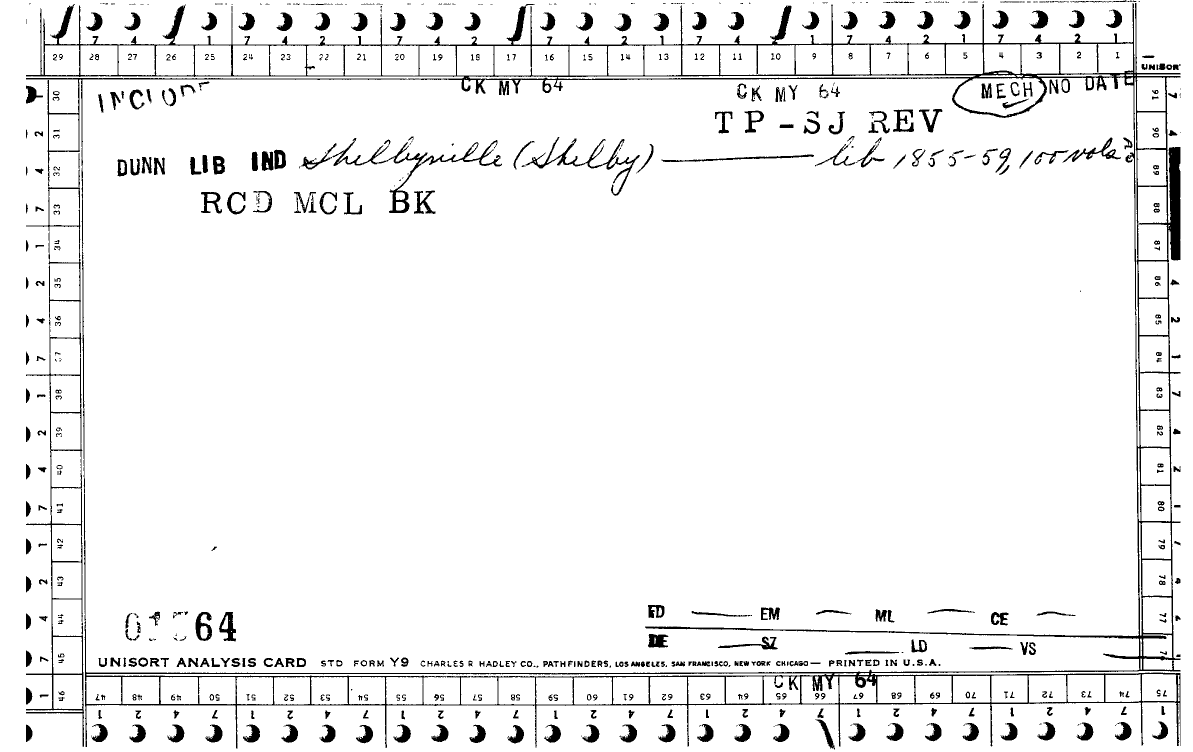 7 4 2 1 7 4 2 1 7 4 2 1 7 4 2 1 7 4 2 1 7 4 2 1 7 4 2 1
29 28 27 26 25 24 23 22 21 20 19 18 17 16 15 14 13 12 11 10 9 8 7 6 5 4 3 2 1
UNISORT
INCLUDE CK MY 64 CK MY 64 MECH NO DATE
TP-SJ REV
DUNN LIB IND Shelbyville (Shelby) — lib 1855-59, 100 vols
RCD MCL BK
30
31
32
33
34
35
36
37
38
39
40
41
42
43
44
45
46
91
90
89
88
87
86
85
84
83
82
81
80
79
78
77
76
75
64
FD — EM — ML — CE —
DE — SZ — LD — VS
UNISORT ANALYSIS CARD STD FORM Y9 CHARLES R HADLEY CO., PATHFINDERS, LOS ANGELES, SAN FRANCISCO, NEW YORK CHICAGO — PRINTED IN U.S.A.
CK MY 64
47 48 49 50 51 52 53 54 55 56 57 58 59 60 61 62 63 64 65 66 67 68 69 70 71 72 73 74
1 2 4 7 1 2 4 7 1 2 4 7 1 2 4 7 1 2 4 7 1 2 4 7 1 2 4 7 1